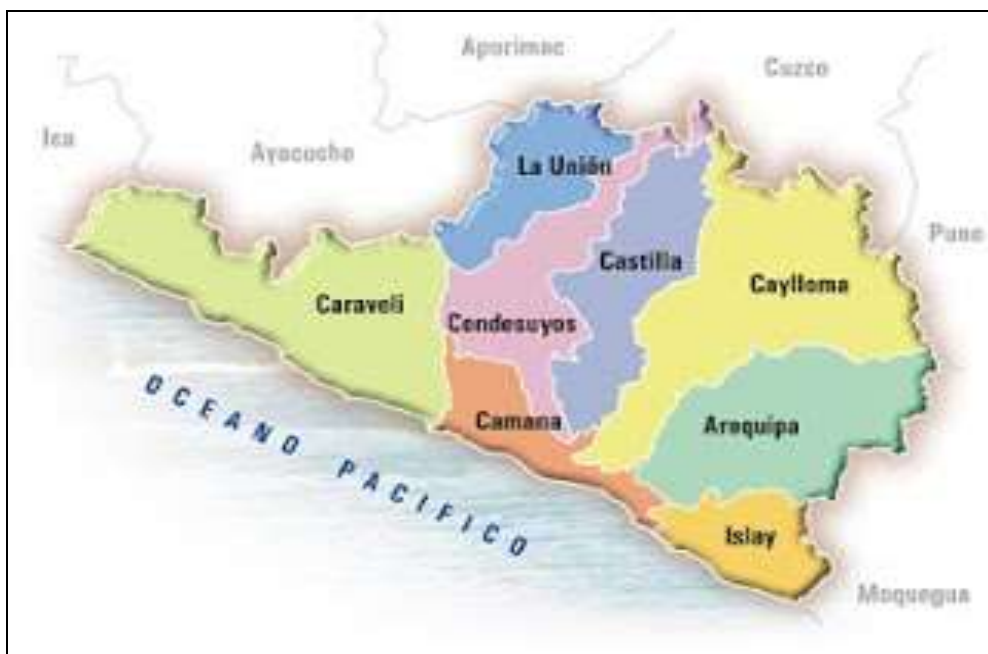 Apurimac
Cuzco
Ica
Ayacucho
La Unión
Puno
Castilla
Caylloma
Caraveli
Condesuyos
OCEANO PACIFICO
Camana
Arequipa
Islay
Moquegua